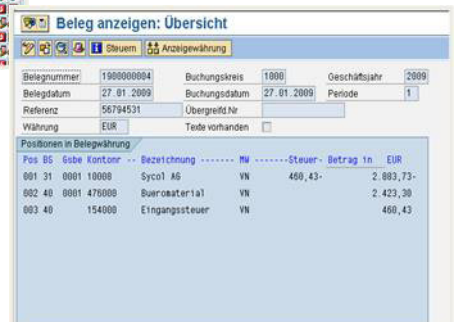 Beleg anzeigen: Übersicht
Steuern Anzeigewährung
Belegnummer 1900000004 Buchungskreis 1000 Geschäftsjahr 2009
Belegdatum 27.01.2009 Buchungsdatum 27.01.2009 Periode 1
Referenz 56794531 Übergreifd.Nr
Währung EUR Texte vorhanden
Positionen in Belegwährung
Pos BS Gsbe Kontonr -- Bezeichnung ------- MW -------Steuer- Betrag in EUR
001 31 0001 10000 Sycol AG VN 460,43- 2.883,73-
002 40 0001 476000 Bueromaterial VN 2.423,30
003 40 154000 Eingangssteuer VN 460,43